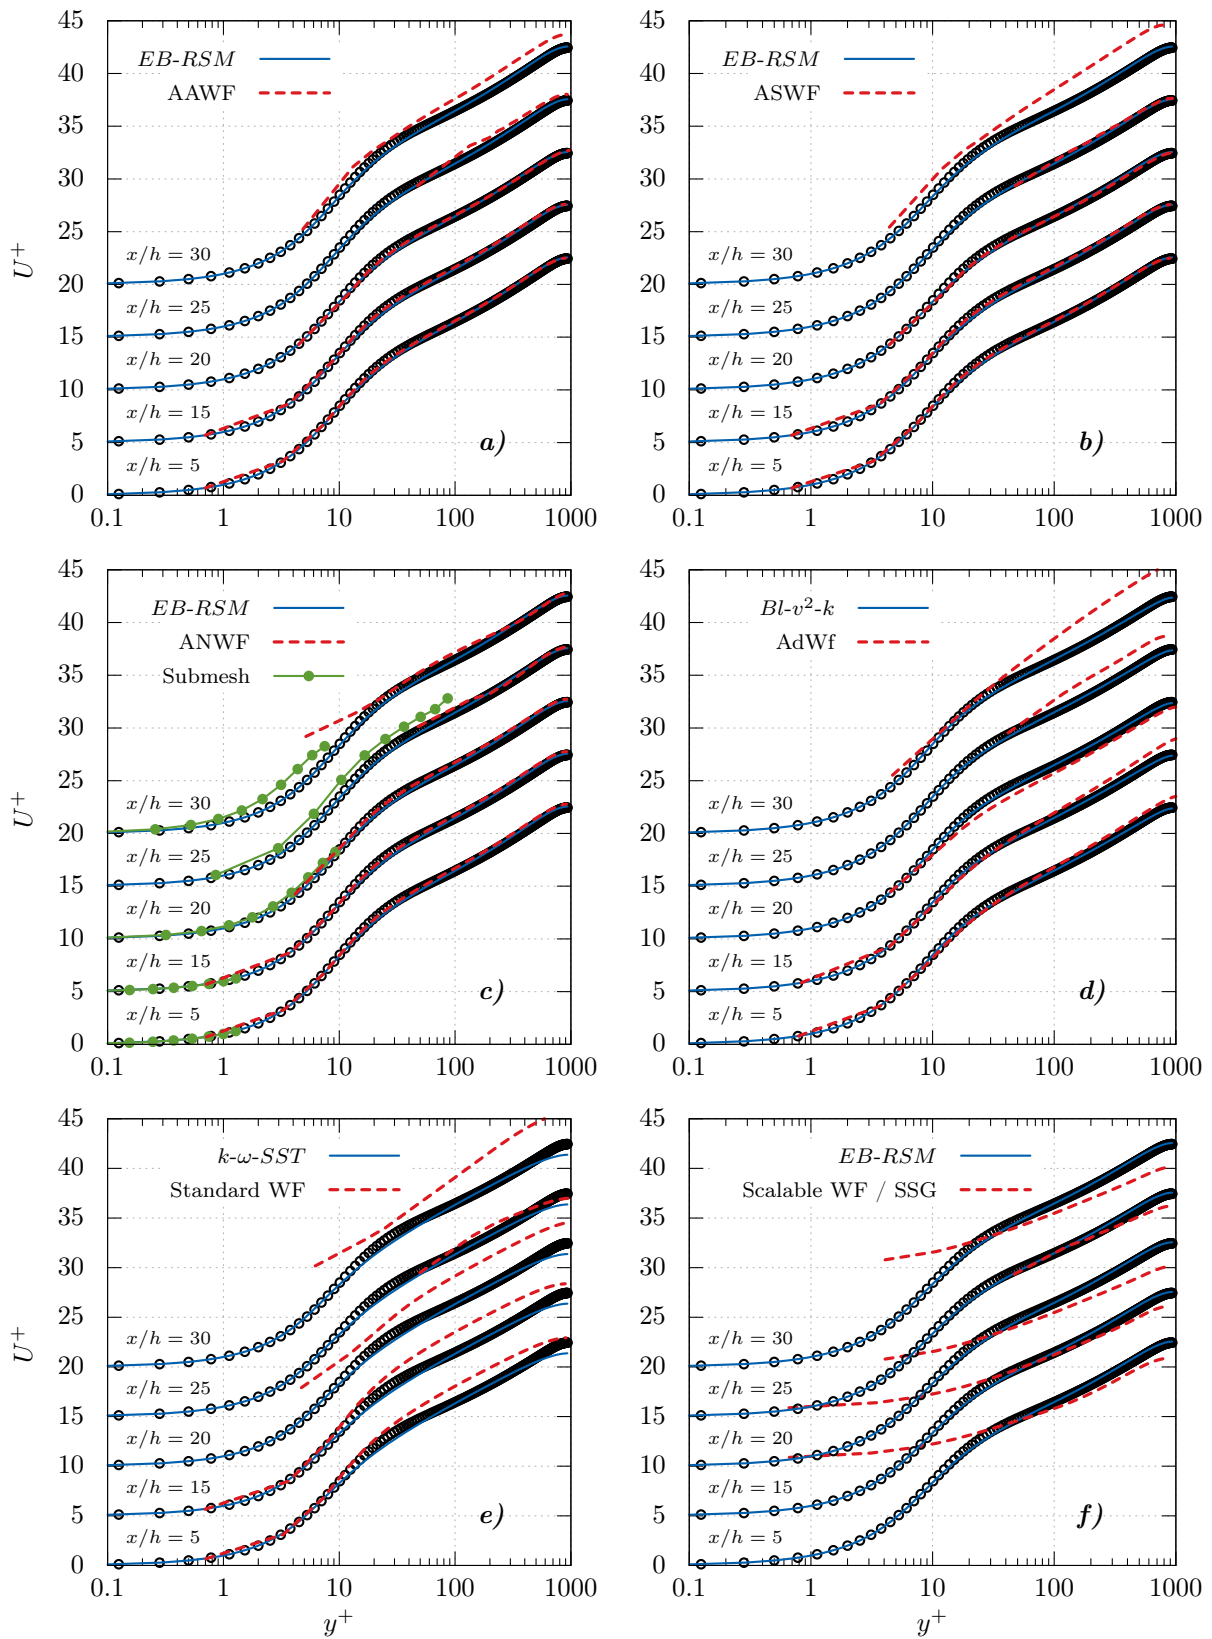 45
40
35
30
25
20
15
10
5
0
U+
EB-RSM
AAWF
x/h = 30
x/h = 25
x/h = 20
x/h = 15
x/h = 5
a)
0.1 1 10 100 1000
45
40
35
30
25
20
15
10
5
0
EB-RSM
ASWF
x/h = 30
x/h = 25
x/h = 20
x/h = 15
x/h = 5
b)
0.1 1 10 100 1000
45
40
35
30
25
20
15
10
5
0
U+
EB-RSM
ANWF
Submesh
x/h = 30
x/h = 25
x/h = 20
x/h = 15
x/h = 5
c)
0.1 1 10 100 1000
45
40
35
30
25
20
15
10
5
0
Bl-v²-k
AdWf
x/h = 30
x/h = 25
x/h = 20
x/h = 15
x/h = 5
d)
0.1 1 10 100 1000
45
40
35
30
25
20
15
10
5
0
U+
k-ω-SST
Standard WF
x/h = 30
x/h = 25
x/h = 20
x/h = 15
x/h = 5
e)
0.1 1 10 100 1000
y+
45
40
35
30
25
20
15
10
5
0
EB-RSM
Scalable WF / SSG
x/h = 30
x/h = 25
x/h = 20
x/h = 15
x/h = 5
f)
0.1 1 10 100 1000
y+